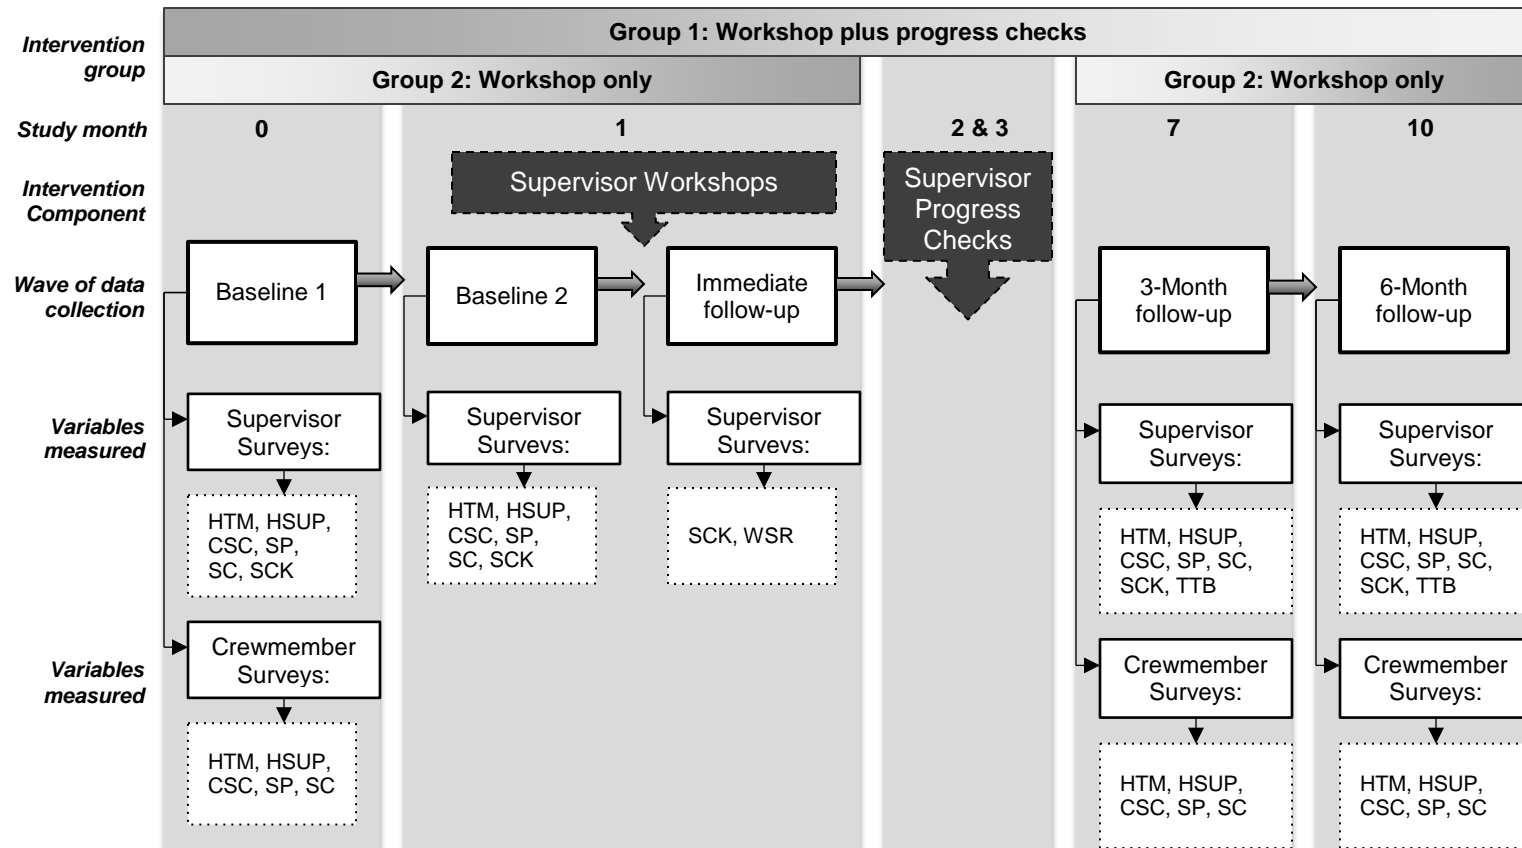 Intervention
group
Group 1: Workshop plus progress checks
Group 2: Workshop only
Group 2: Workshop only
Study month
0
1
2 & 3
7
10
Intervention
Component
Supervisor Workshops
Supervisor
Progress
Checks
Wave of data
collection
Baseline 1
Baseline 2
Immediate
follow-up
3-Month
follow-up
6-Month
follow-up
Variables
measured
Supervisor
Surveys:
Supervisor
Surveys:
Supervisor
Surveys:
Supervisor
Surveys:
Supervisor
Surveys:
HTM, HSUP,
CSC, SP,
SC, SCK
HTM, HSUP,
CSC, SP,
SC, SCK
SCK, WSR
HTM, HSUP,
CSC, SP, SC,
SCK, TTB
HTM, HSUP,
CSC, SP, SC,
SCK, TTB
Variables
measured
Crewmember
Surveys:
Crewmember
Surveys:
Crewmember
Surveys:
HTM, HSUP,
CSC, SP, SC
HTM, HSUP,
CSC, SP, SC
HTM, HSUP,
CSC, SP, SC